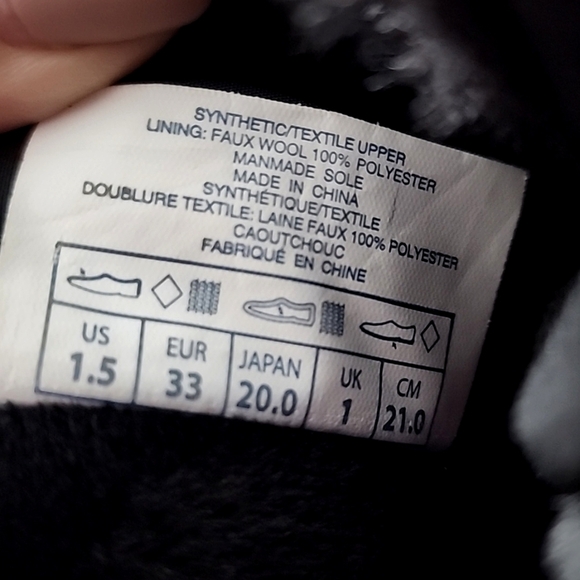 SYNTHETIC/TEXTILE UPPER
LINING: FAUX WOOL 100% POLYESTER
MANMADE SOLE
MADE IN CHINA
SYNTHÉTIQUE/TEXTILE
DOUBLURE TEXTILE: LAINE FAUX 100% POLYESTER
CAOUTCHOUC
FABRIQUÉ EN CHINE
US EUR JAPAN UK CM
1.5 33 20.0 1 21.0